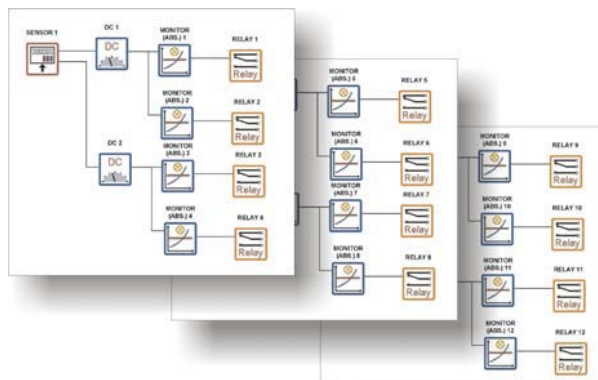 SENSOR 1
DC 1
DC
MONITOR
(ABS.) 1
RELAY 1
Relay
MONITOR
(ABS.) 2
RELAY 2
Relay
DC 2
DC
MONITOR
(ABS.) 3
RELAY 3
Relay
MONITOR
(ABS.) 4
RELAY 4
Relay
MONITOR
(ABS.) 5
RELAY 5
Relay
MONITOR
(ABS.) 6
RELAY 6
Relay
MONITOR
(ABS.) 7
RELAY 7
Relay
MONITOR
(ABS.) 8
RELAY 8
Relay
MONITOR
(ABS.) 9
RELAY 9
Relay
MONITOR
(ABS.) 10
RELAY 10
Relay
MONITOR
(ABS.) 11
RELAY 11
Relay
MONITOR
(ABS.) 12
RELAY 12
Relay